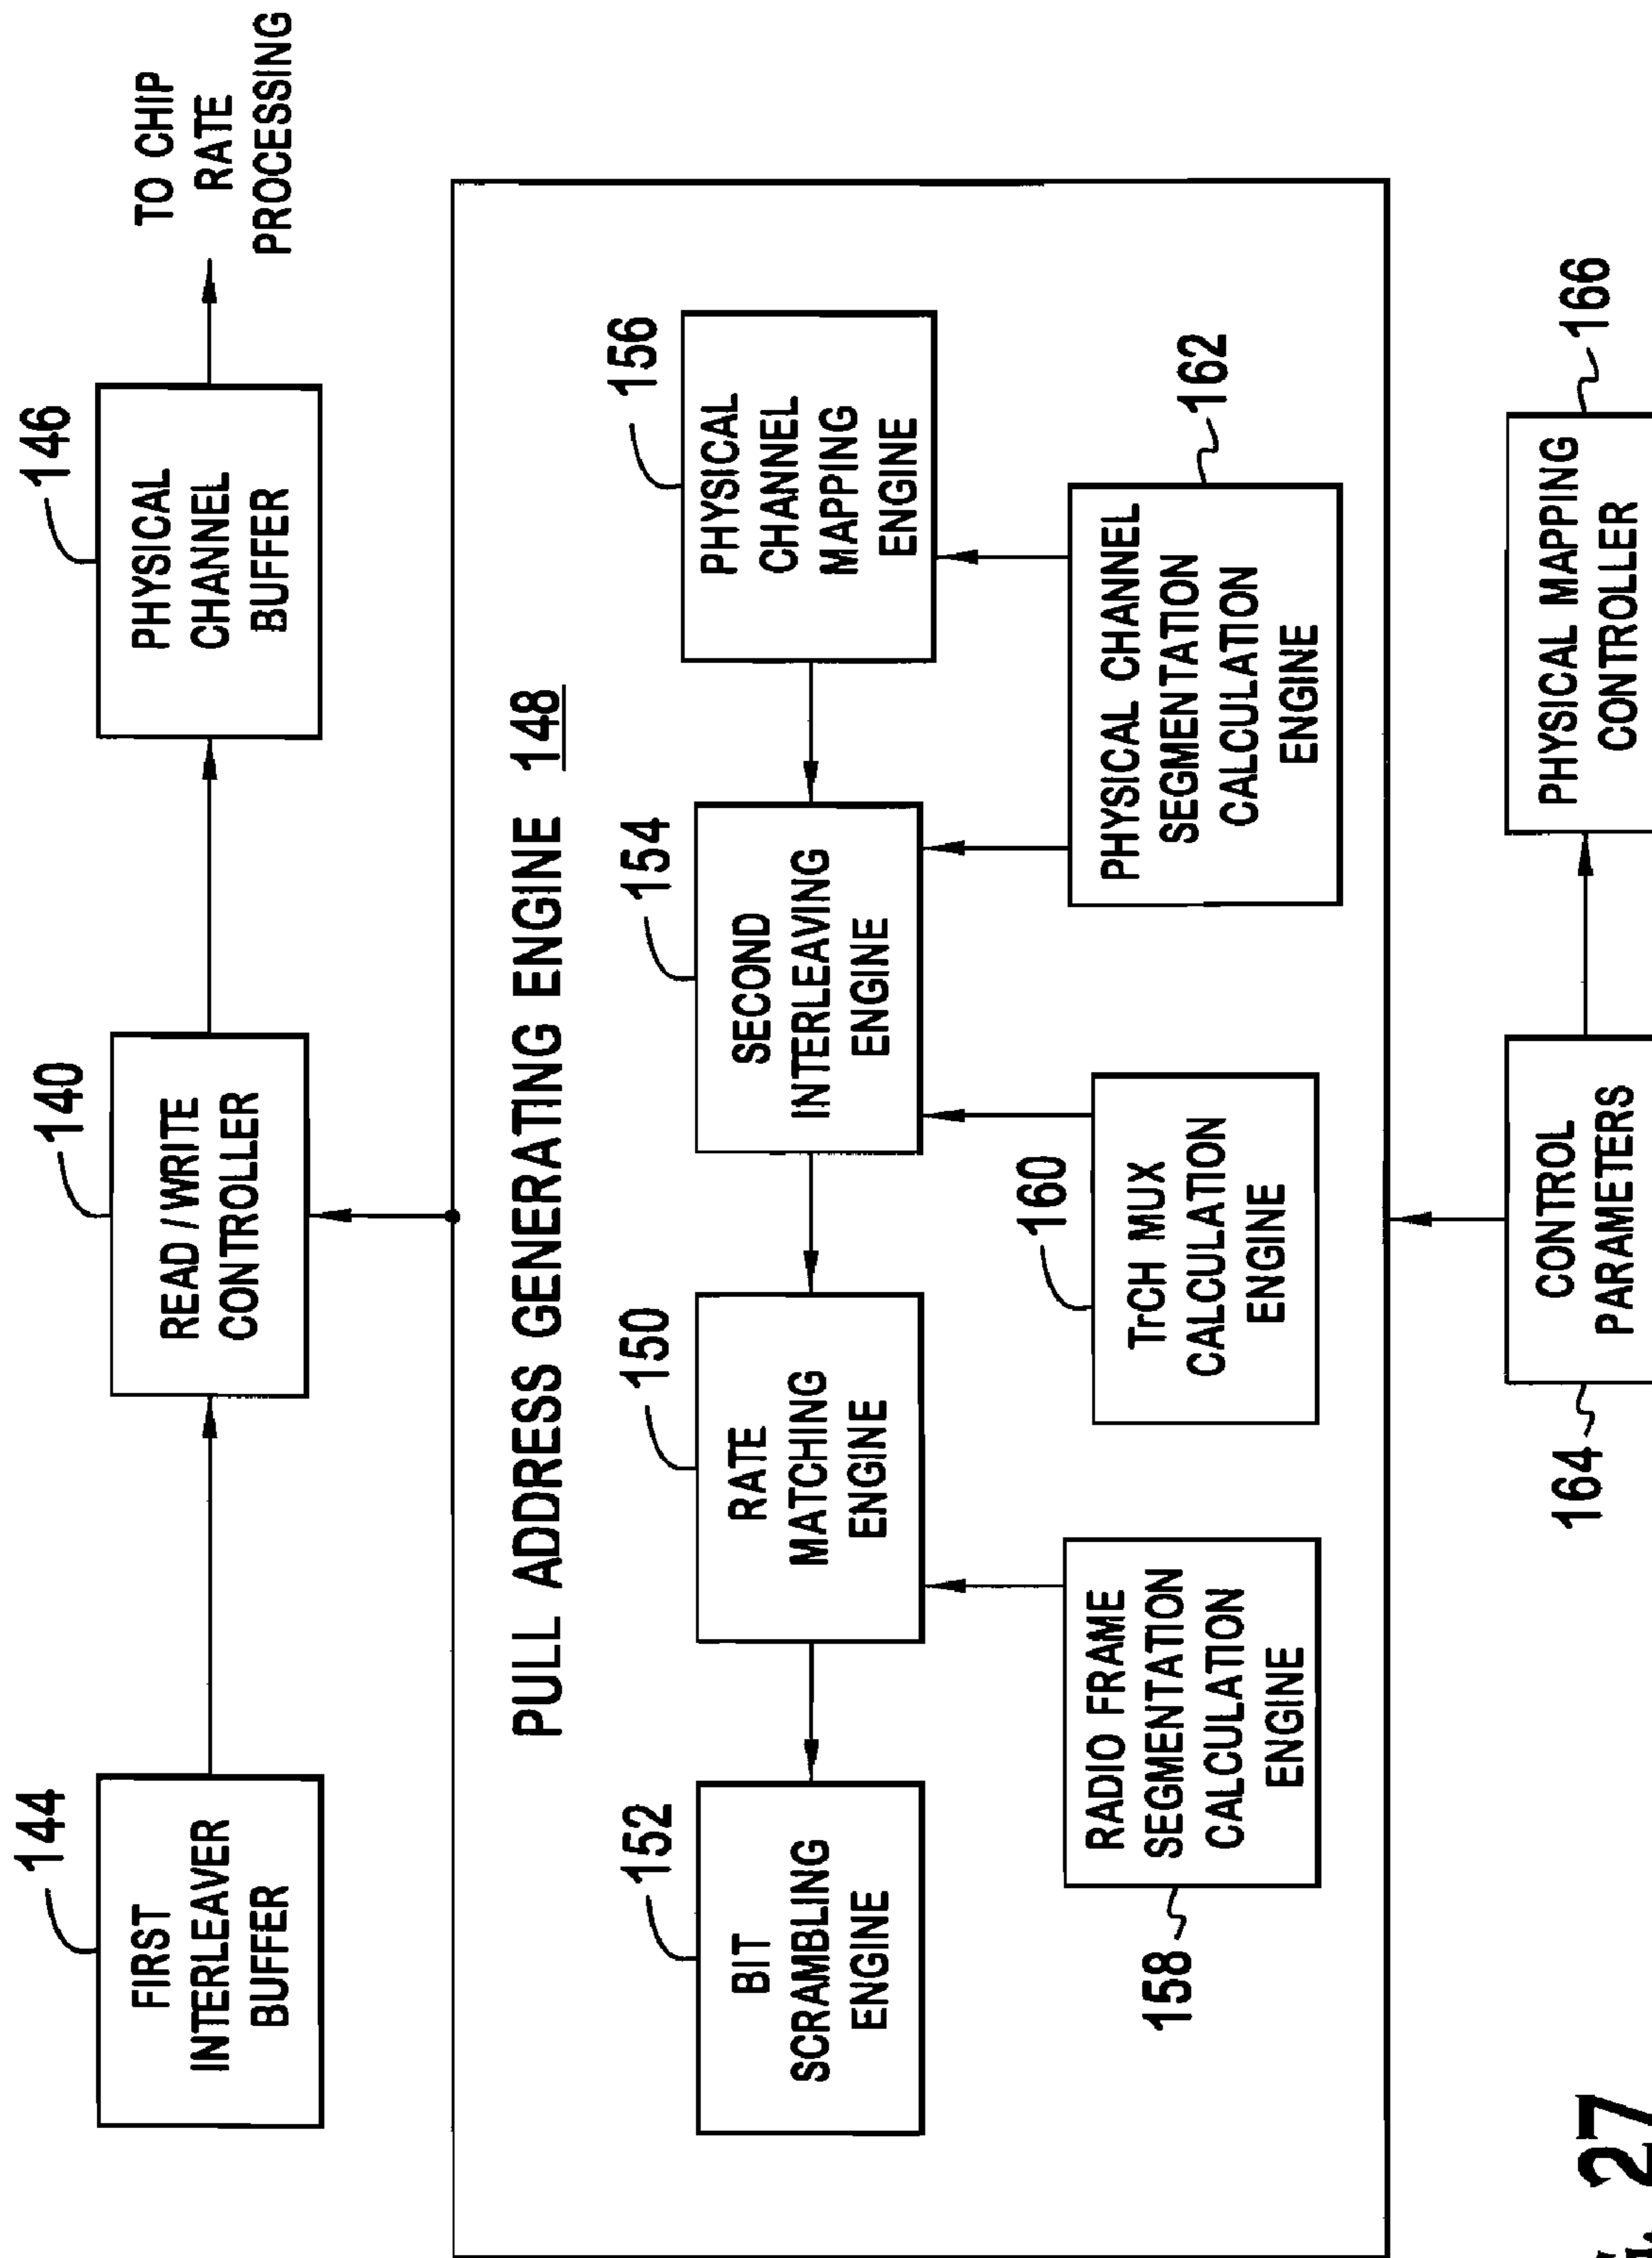 144
FIRST
INTERLEAVER
BUFFER
140
READ / WRITE
CONTROLLER
146
PHYSICAL
CHANNEL
BUFFER
TO CHIP
RATE
PROCESSING
PULL ADDRESS GENERATING ENGINE 148
152
BIT
SCRAMBLING
ENGINE
150
RATE
MATCHING
ENGINE
154
SECOND
INTERLEAVING
ENGINE
156
PHYSICAL
CHANNEL
MAPPING
ENGINE
158
RADIO FRAME
SEGMENTATION
CALCULATION
ENGINE
160
TrCH MUX
CALCULATION
ENGINE
162
PHYSICAL CHANNEL
SEGMENTATION
CALCULATION
ENGINE
164
CONTROL
PARAMETERS
166
PHYSICAL MAPPING
CONTROLLER
27